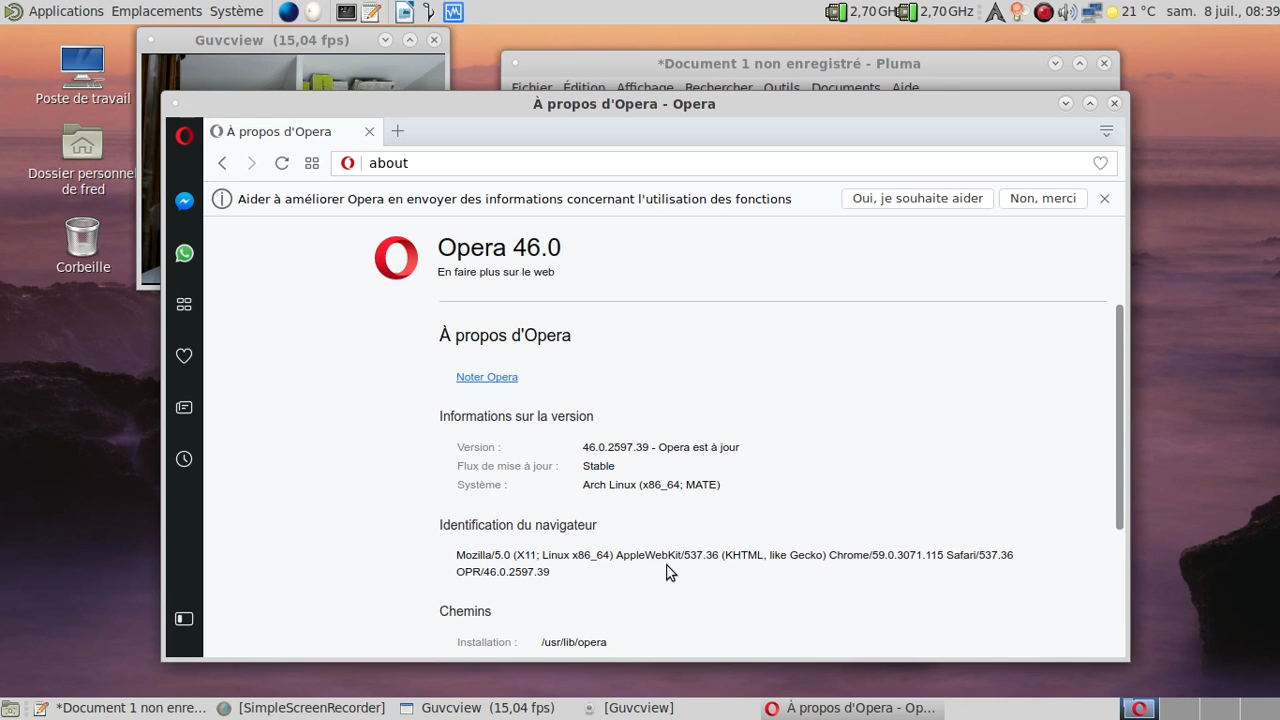 Applications Emplacements Système
2,70 GHz 2,70 GHz 21 °C sam. 8 juil., 08:39
Guvcview (15,04 fps)
*Document 1 non enregistré - Pluma
Fichier Édition Affichage Rechercher Outils Documents Aide
Poste de travail
Dossier personnel
de fred
Corbeille
À propos d'Opera - Opera
À propos d'Opera
about
Aider à améliorer Opera en envoyer des informations concernant l'utilisation des fonctions
Oui, je souhaite aider
Non, merci
Opera 46.0
En faire plus sur le web
À propos d'Opera
Noter Opera
Informations sur la version
Version : 46.0.2597.39 - Opera est à jour
Flux de mise à jour : Stable
Système : Arch Linux (x86_64; MATE)
Identification du navigateur
Mozilla/5.0 (X11; Linux x86_64) AppleWebKit/537.36 (KHTML, like Gecko) Chrome/59.0.3071.115 Safari/537.36
OPR/46.0.2597.39
Chemins
Installation : /usr/lib/opera
*Document 1 non enre... [SimpleScreenRecorder] Guvcview (15,04 fps) [Guvcview] À propos d'Opera - Op...